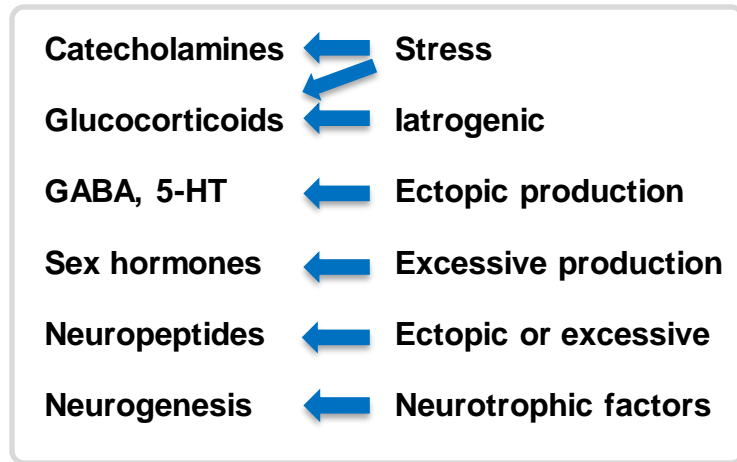 Catecholamines Stress
Glucocorticoids Iatrogenic
GABA, 5-HT Ectopic production
Sex hormones Excessive production
Neuropeptides Ectopic or excessive
Neurogenesis Neurotrophic factors